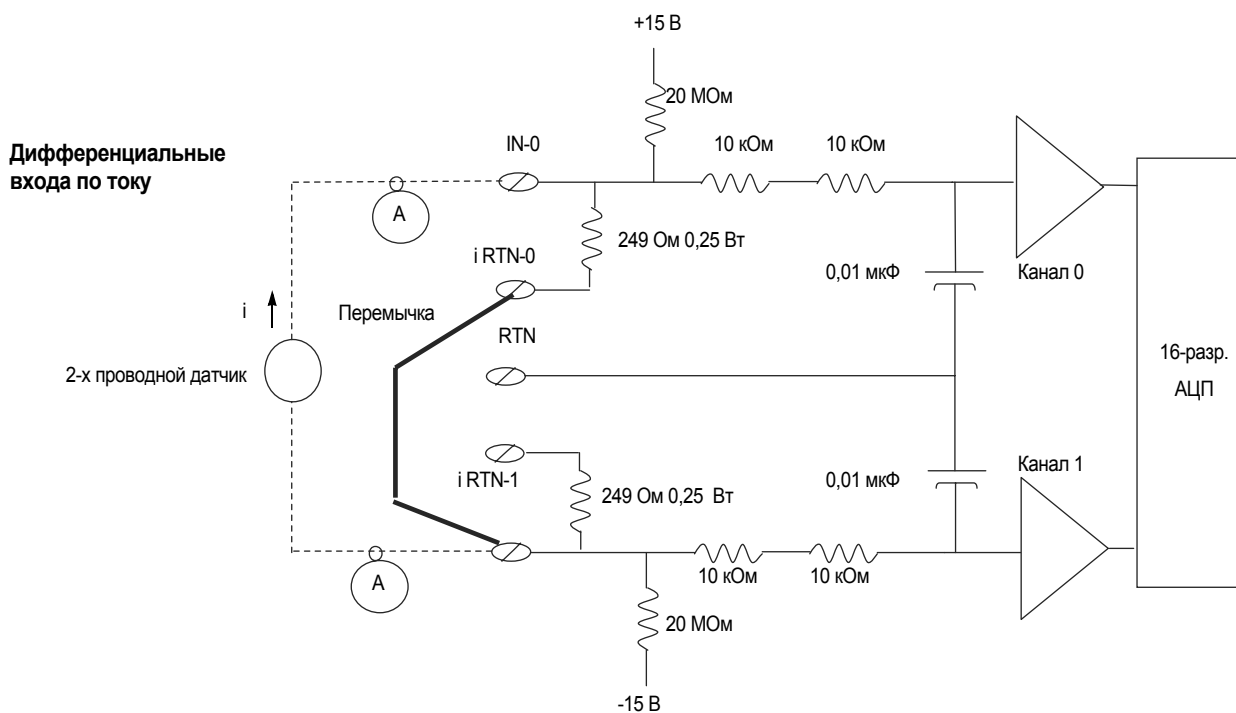 +15 В
20 МОм
Дифференциальные
входа по току
IN-0
10 кОм
10 кОм
A
249 Ом 0,25 Вт
i RTN-0
0,01 мкФ
Канал 0
i
Перемычка
RTN
2-х проводной датчик
16-разр.
АЦП
i RTN-1
0,01 мкФ
Канал 1
249 Ом 0,25 Вт
A
10 кОм
10 кОм
20 МОм
-15 В